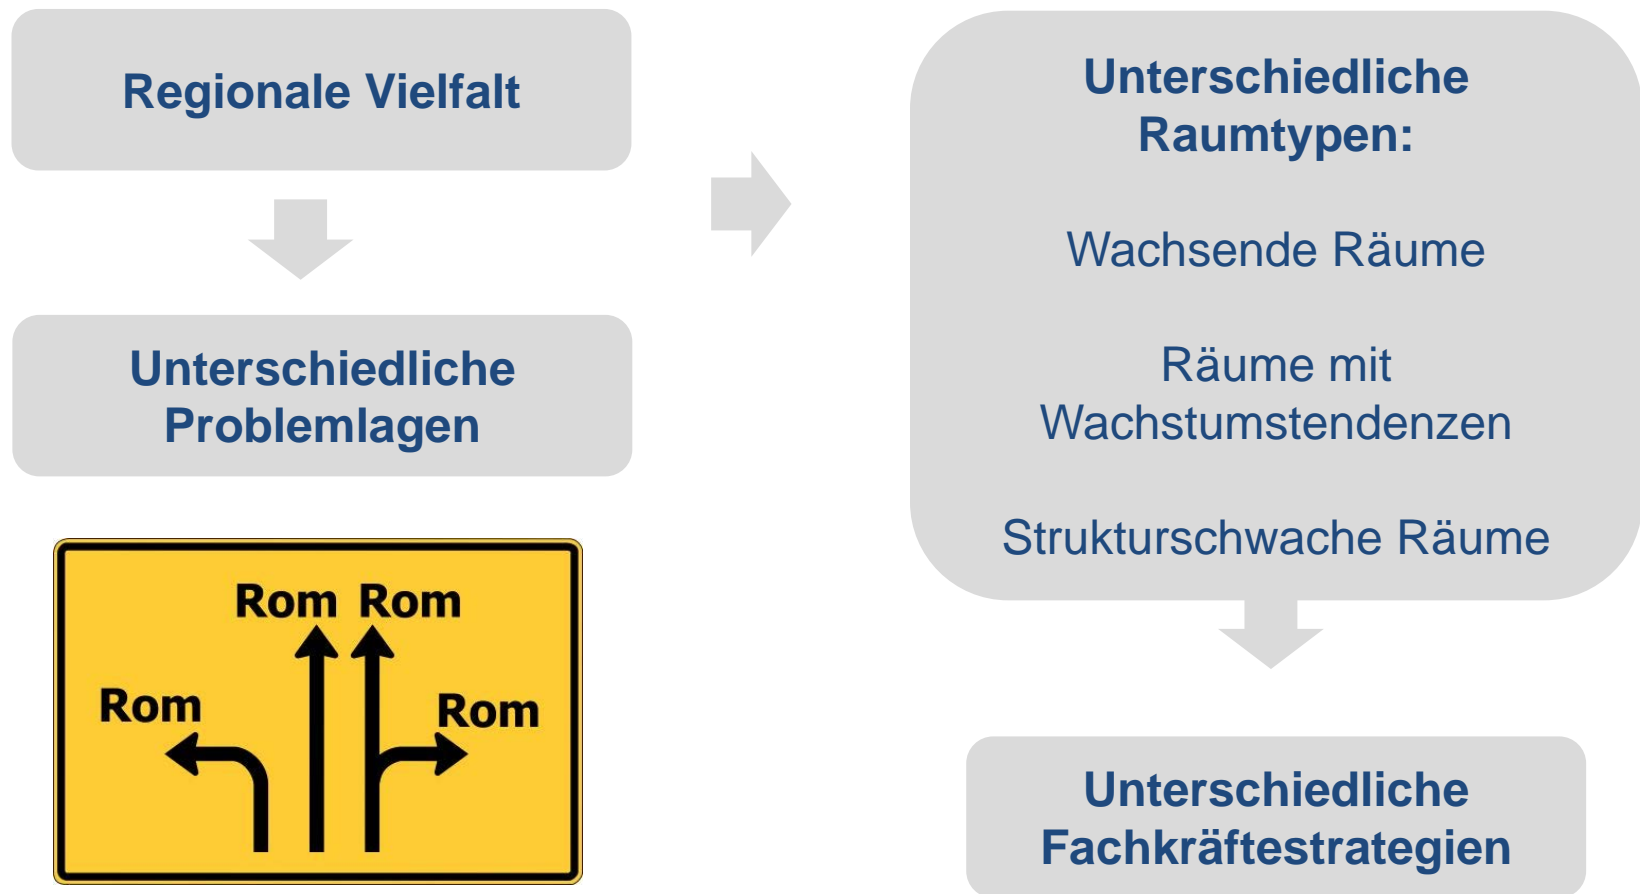 Regionale Vielfalt
Unterschiedliche
Problemlagen
Rom Rom
Rom
Rom
Unterschiedliche
Raumtypen:
Wachsende Räume
Räume mit
Wachstumstendenzen
Strukturschwache Räume
Unterschiedliche
Fachkräftestrategien